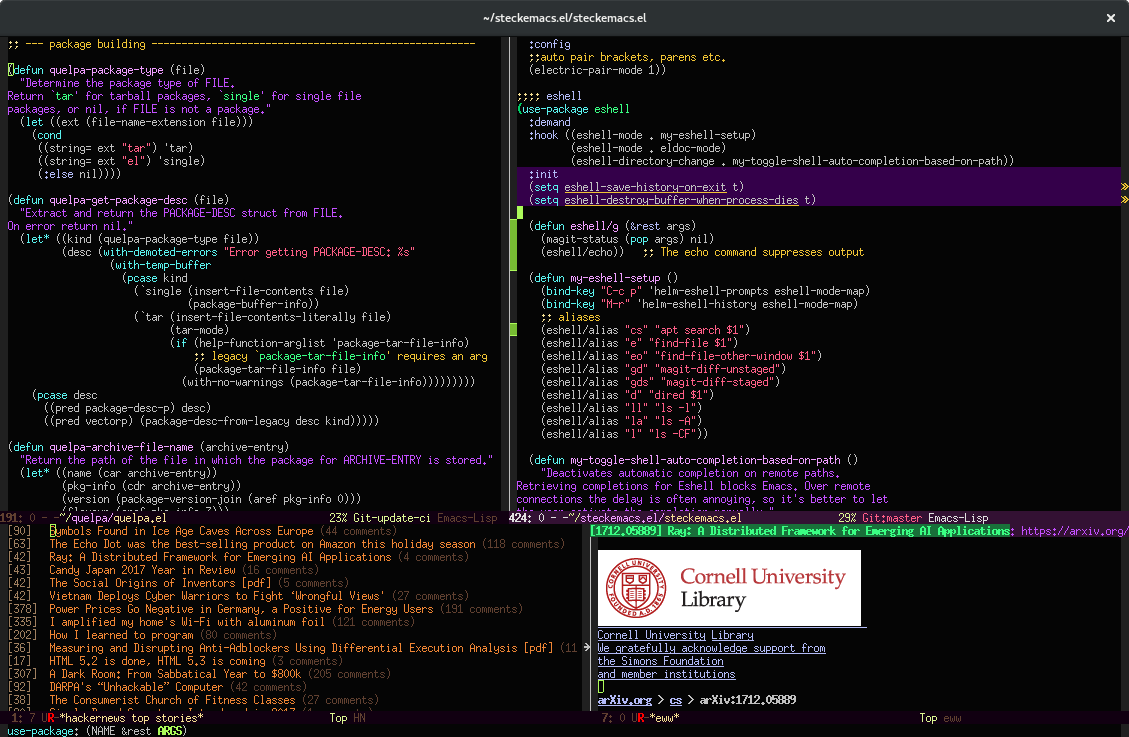 ~/steckemacs.el/steckemacs.el
;; --- package building ------------------------------------------------------
(defun quelpa-package-type (file)
"Determine the package type of FILE.
Return `tar' for tarball packages, `single' for single file
packages, or nil, if FILE is not a package."
(let ((ext (file-name-extension file)))
(cond
((string= ext "tar") 'tar)
((string= ext "el") 'single)
(:else nil))))
(defun quelpa-get-package-desc (file)
"Extract and return the PACKAGE-DESC struct from FILE.
On error return nil."
(let* ((kind (quelpa-package-type file))
(desc (with-demoted-errors "Error getting PACKAGE-DESC: %s"
(with-temp-buffer
(pcase kind
(`single (insert-file-contents file)
(package-buffer-info))
(`tar (insert-file-contents-literally file)
(tar-mode)
(if (help-function-arglist 'package-tar-file-info)
;; legacy `package-tar-file-info' requires an arg
(package-tar-file-info file)
(with-no-warnings (package-tar-file-info)))))))))
(pcase desc
((pred package-desc-p) desc)
((pred vectorp) (package-desc-from-legacy desc kind)))))
(defun quelpa-archive-file-name (archive-entry)
"Return the path of the file in which the package for ARCHIVE-ENTRY is stored."
(let* ((name (car archive-entry))
(pkg-info (cdr archive-entry))
(version (package-version-join (aref pkg-info 0)))
191: 0 - -~/quelpa/quelpa.el 23% Git-update-ci Emacs-Lisp
:config
;;auto pair brackets, parens etc.
(electric-pair-mode 1))
;;;; eshell
(use-package eshell
:demand
:hook ((eshell-mode . my-eshell-setup)
(eshell-mode . eldoc-mode)
(eshell-directory-change . my-toggle-shell-auto-completion-based-on-path))
:init
(setq eshell-save-history-on-exit t)
(setq eshell-destroy-buffer-when-process-dies t)
(defun eshell/g (&rest args)
(magit-status (pop args) nil)
(eshell/echo)) ;; The echo command suppresses output
(defun my-eshell-setup ()
(bind-key "C-c p" 'helm-eshell-prompts eshell-mode-map)
(bind-key "M-r" 'helm-eshell-history eshell-mode-map)
;; aliases
(eshell/alias "cs" "apt search $1")
(eshell/alias "e" "find-file $1")
(eshell/alias "eo" "find-file-other-window $1")
(eshell/alias "gd" "magit-diff-unstaged")
(eshell/alias "gds" "magit-diff-staged")
(eshell/alias "d" "dired $1")
(eshell/alias "ll" "ls -l")
(eshell/alias "la" "ls -A")
(eshell/alias "l" "ls -CF"))
(defun my-toggle-shell-auto-completion-based-on-path ()
"Deactivates automatic completion on remote paths.
Retrieving completions for Eshell blocks Emacs. Over remote
connections the delay is often annoying, so it's better to let
424: 0 - -~/steckemacs.el/steckemacs.el 29% Git:master Emacs-Lisp
[90] Symbols Found in Ice Age Caves Across Europe (44 comments)
[63] The Echo Dot was the best-selling product on Amazon this holiday season (118 comments)
[42] Ray: A Distributed Framework for Emerging AI Applications (4 comments)
[43] Candy Japan 2017 Year in Review (16 comments)
[42] The Social Origins of Inventors [pdf] (5 comments)
[42] Vietnam Deploys Cyber Warriors to Fight ‘Wrongful Views’ (27 comments)
[378] Power Prices Go Negative in Germany, a Positive for Energy Users (191 comments)
[335] I amplified my home's Wi-Fi with aluminum foil (121 comments)
[202] How I learned to program (80 comments)
[36] Measuring and Disrupting Anti-Adblockers Using Differential Execution Analysis [pdf] (11
[17] HTML 5.2 is done, HTML 5.3 is coming (3 comments)
[307] A Dark Room: From Sabbatical Year to $800k (205 comments)
[92] DARPA's “Unhackable” Computer (42 comments)
[38] The Consumerist Church of Fitness Classes (27 comments)
1: 7 UR-*hackernews top stories* Top HN
[1712.05889] Ray: A Distributed Framework for Emerging AI Applications: https://arxiv.org/
Cornell University
Library
FOUNDED A.D. 1865
Cornell University Library
We gratefully acknowledge support from
the Simons Foundation
and member institutions
arXiv.org > cs > arXiv:1712.05889
7: 0 UR-*eww* Top eww
use-package: (NAME &rest ARGS)